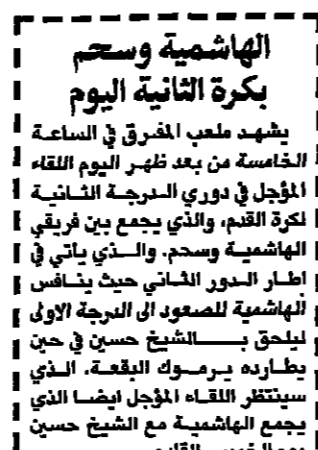 الهاشمية وسحم
بكرة الثانية اليوم
يشهد ملعب المفرق في الساعة
الخامسة من بعد ظهر اليوم اللقاء
المؤجل في دوري الدرجة الثانية
لكرة القدم، والذي يجمع بين فريقي
الهاشمية وسحم. والذي يأتي في
اطار الدور الثاني حيث ينافس
الهاشمية للصعود الى الدرجة الاولى
ليلحق بالشيخ حسين في حين
يطارده يرموك البقعة. الذي
سينتظر اللقاء المؤجل ايضا الذي
يجمع الهاشمية مع الشيخ حسين